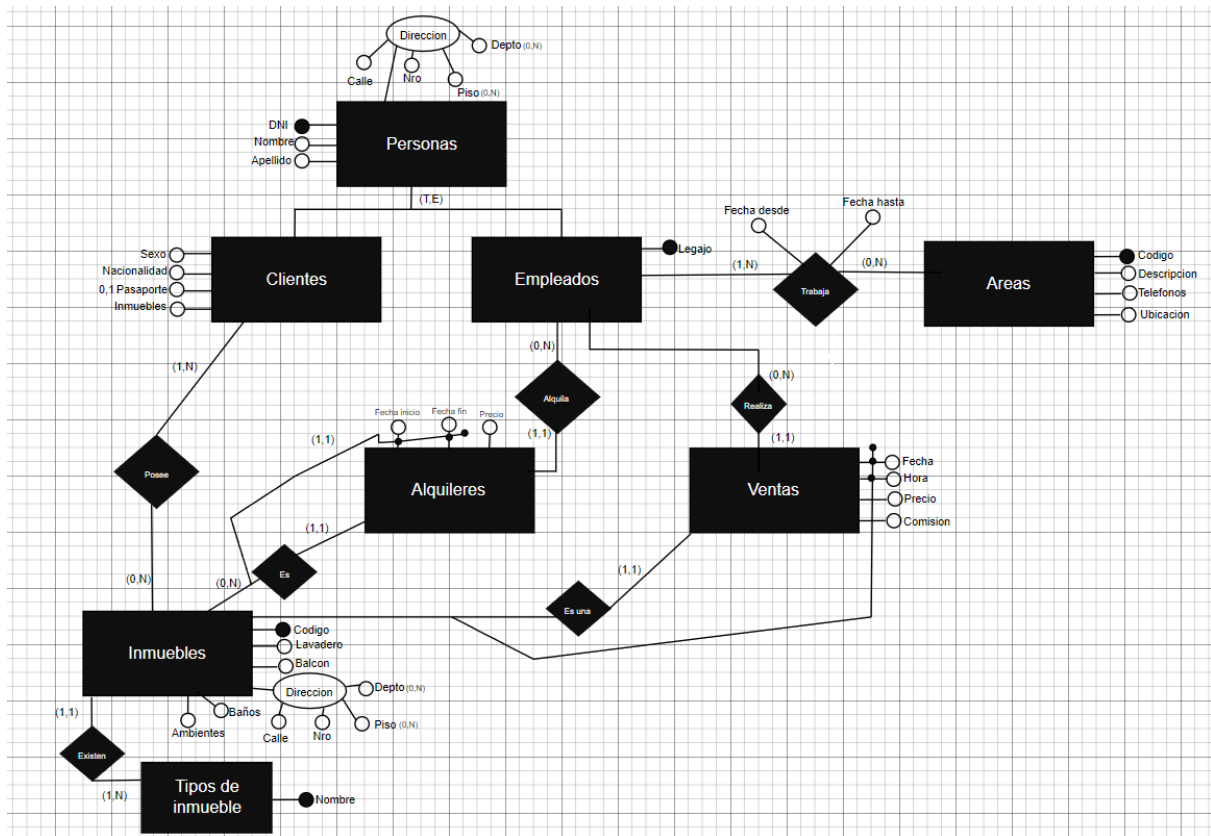 Direccion
Depto (0,N)
Calle
Nro
Piso (0,N)
DNI
Nombre
Apellido
Personas
(T,E)
Fecha desde
Fecha hasta
Sexo
Nacionalidad
0,1 Pasaporte
Inmuebles
Clientes
Empleados
Legajo
(1,N)
Trabaja
(0,N)
Areas
Codigo
Descripcion
Telefonos
Ubicacion
(1,N)
(0,N)
Alquila
(1,1)
(0,N)
Realiza
(1,1)
Fecha inicio
Fecha fin
Precio
(1,1)
Posee
Alquileres
Ventas
Fecha
Hora
Precio
Comision
(1,1)
Es
(0,N)
(0,N)
(1,1)
Es una
Inmuebles
Codigo
Lavadero
Balcon
Direccion
Depto (0,N)
Baños
Ambientes
Calle
Nro
Piso (0,N)
(1,1)
Existen
(1,N)
Tipos de
inmueble
Nombre